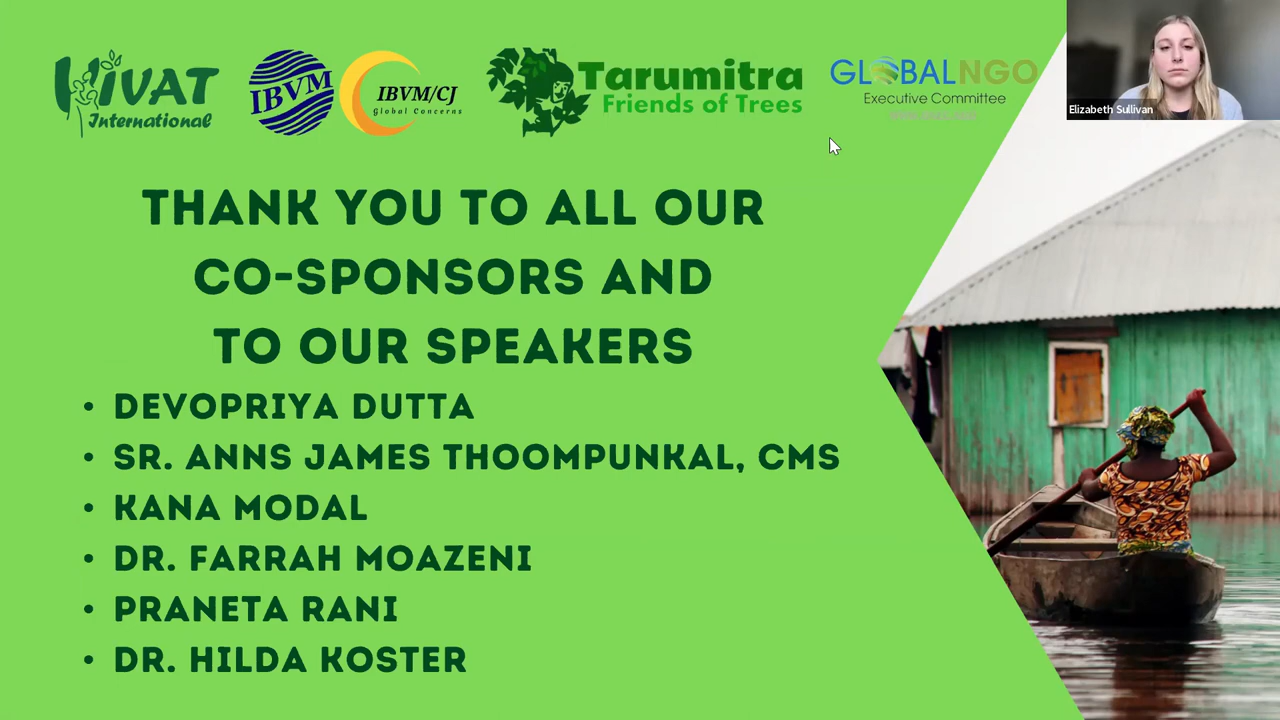 VIVAT
International
IBVM
IBVM/CJ
Global Concerns
Tarumitra
Friends of Trees
GLOBALNGO
Executive Committee
Elizabeth Sullivan
THANK YOU TO ALL OUR
CO-SPONSORS AND
TO OUR SPEAKERS
• DEVOPRIYA DUTTA
• SR. ANNS JAMES THOOMPUNKAL, CMS
• KANA MODAL
• DR. FARRAH MOAZENI
• PRANETA RANI
• DR. HILDA KOSTER